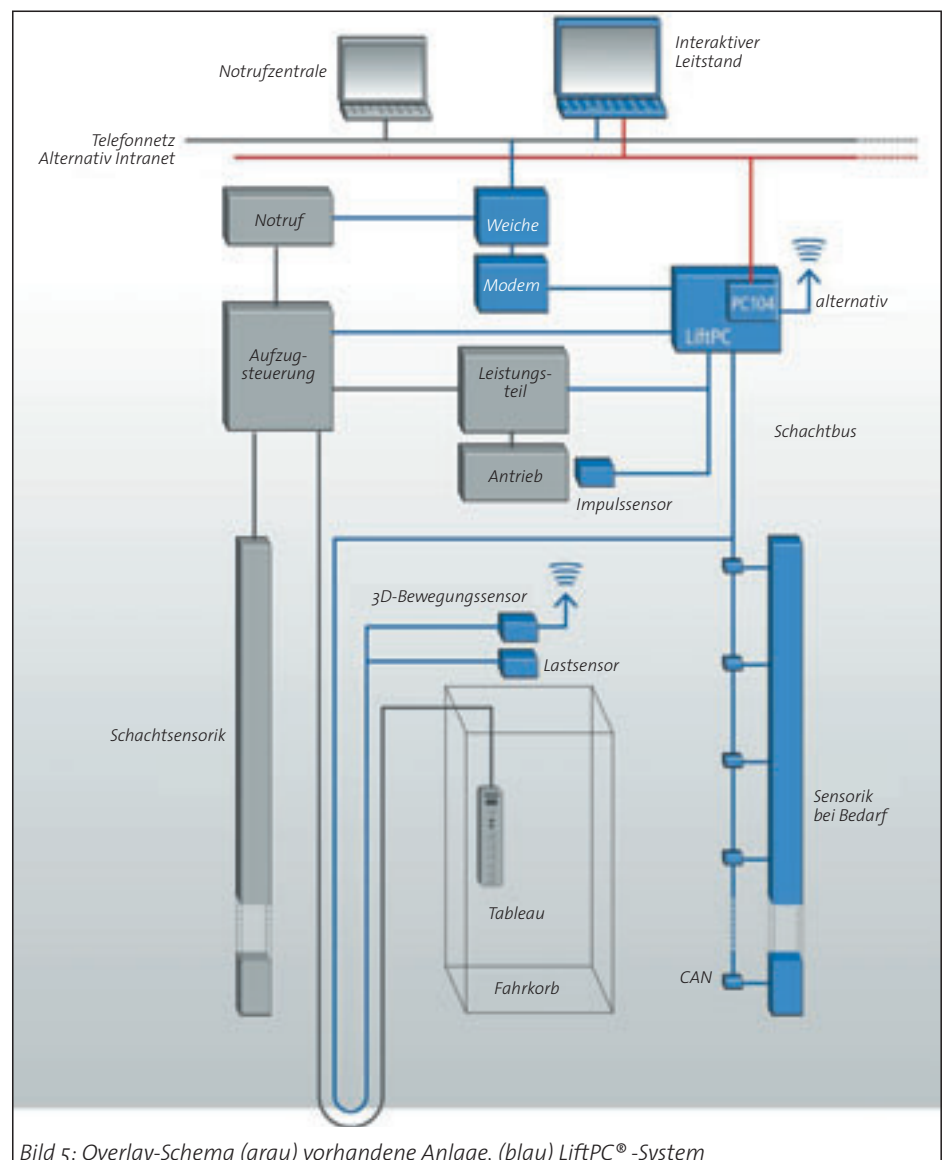 Notrufzentrale
Interaktiver
Leitstand
Telefonnetz
Alternativ Intranet
Notruf
Weiche
Modem
PC104
LiftPC
alternativ
Aufzug-
steuerung
Leistungs-
teil
Schachtbus
Antrieb
Impulssensor
3D-Bewegungssensor
Lastsensor
Schachtsensorik
Sensorik
bei Bedarf
Tableau
CAN
Fahrkorb
Bild 5: Overlay-Schema (grau) vorhandene Anlage, (blau) LiftPC® -System